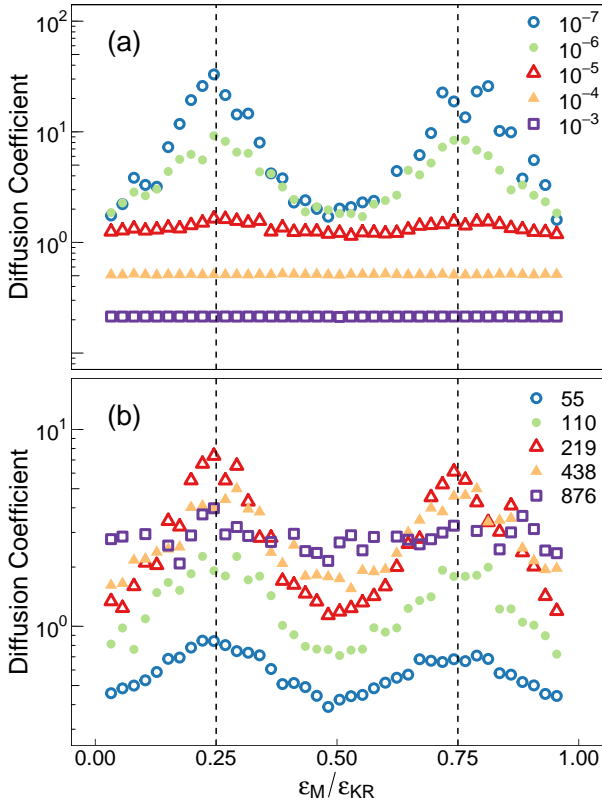 (a)
10⁻⁷
10⁻⁶
10⁻⁵
10⁻⁴
10⁻³
10²
10¹
10⁰
Diffusion Coefficient
(b)
55
110
219
438
876
10¹
10⁰
Diffusion Coefficient
0.00 0.25 0.50 0.75 1.00
εM/εKR